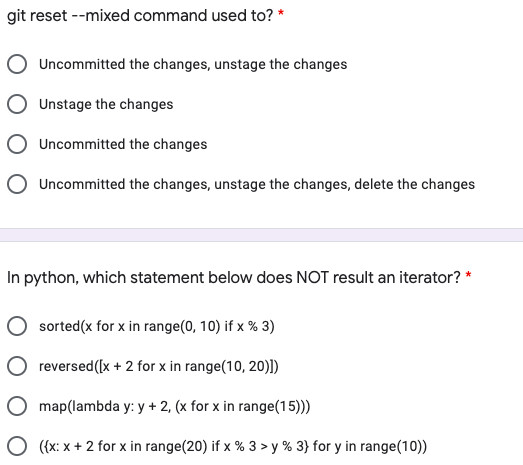 git reset --mixed command used to? *
Uncommitted the changes, unstage the changes
Unstage the changes
Uncommitted the changes
Uncommitted the changes, unstage the changes, delete the changes
In python, which statement below does NOT result an iterator? *
sorted(x for x in range(0, 10) if x % 3)
reversed([x + 2 for x in range(10, 20)])
map(lambda y: y + 2, (x for x in range(15)))
({x: x + 2 for x in range(20) if x % 3 > y % 3} for y in range(10))